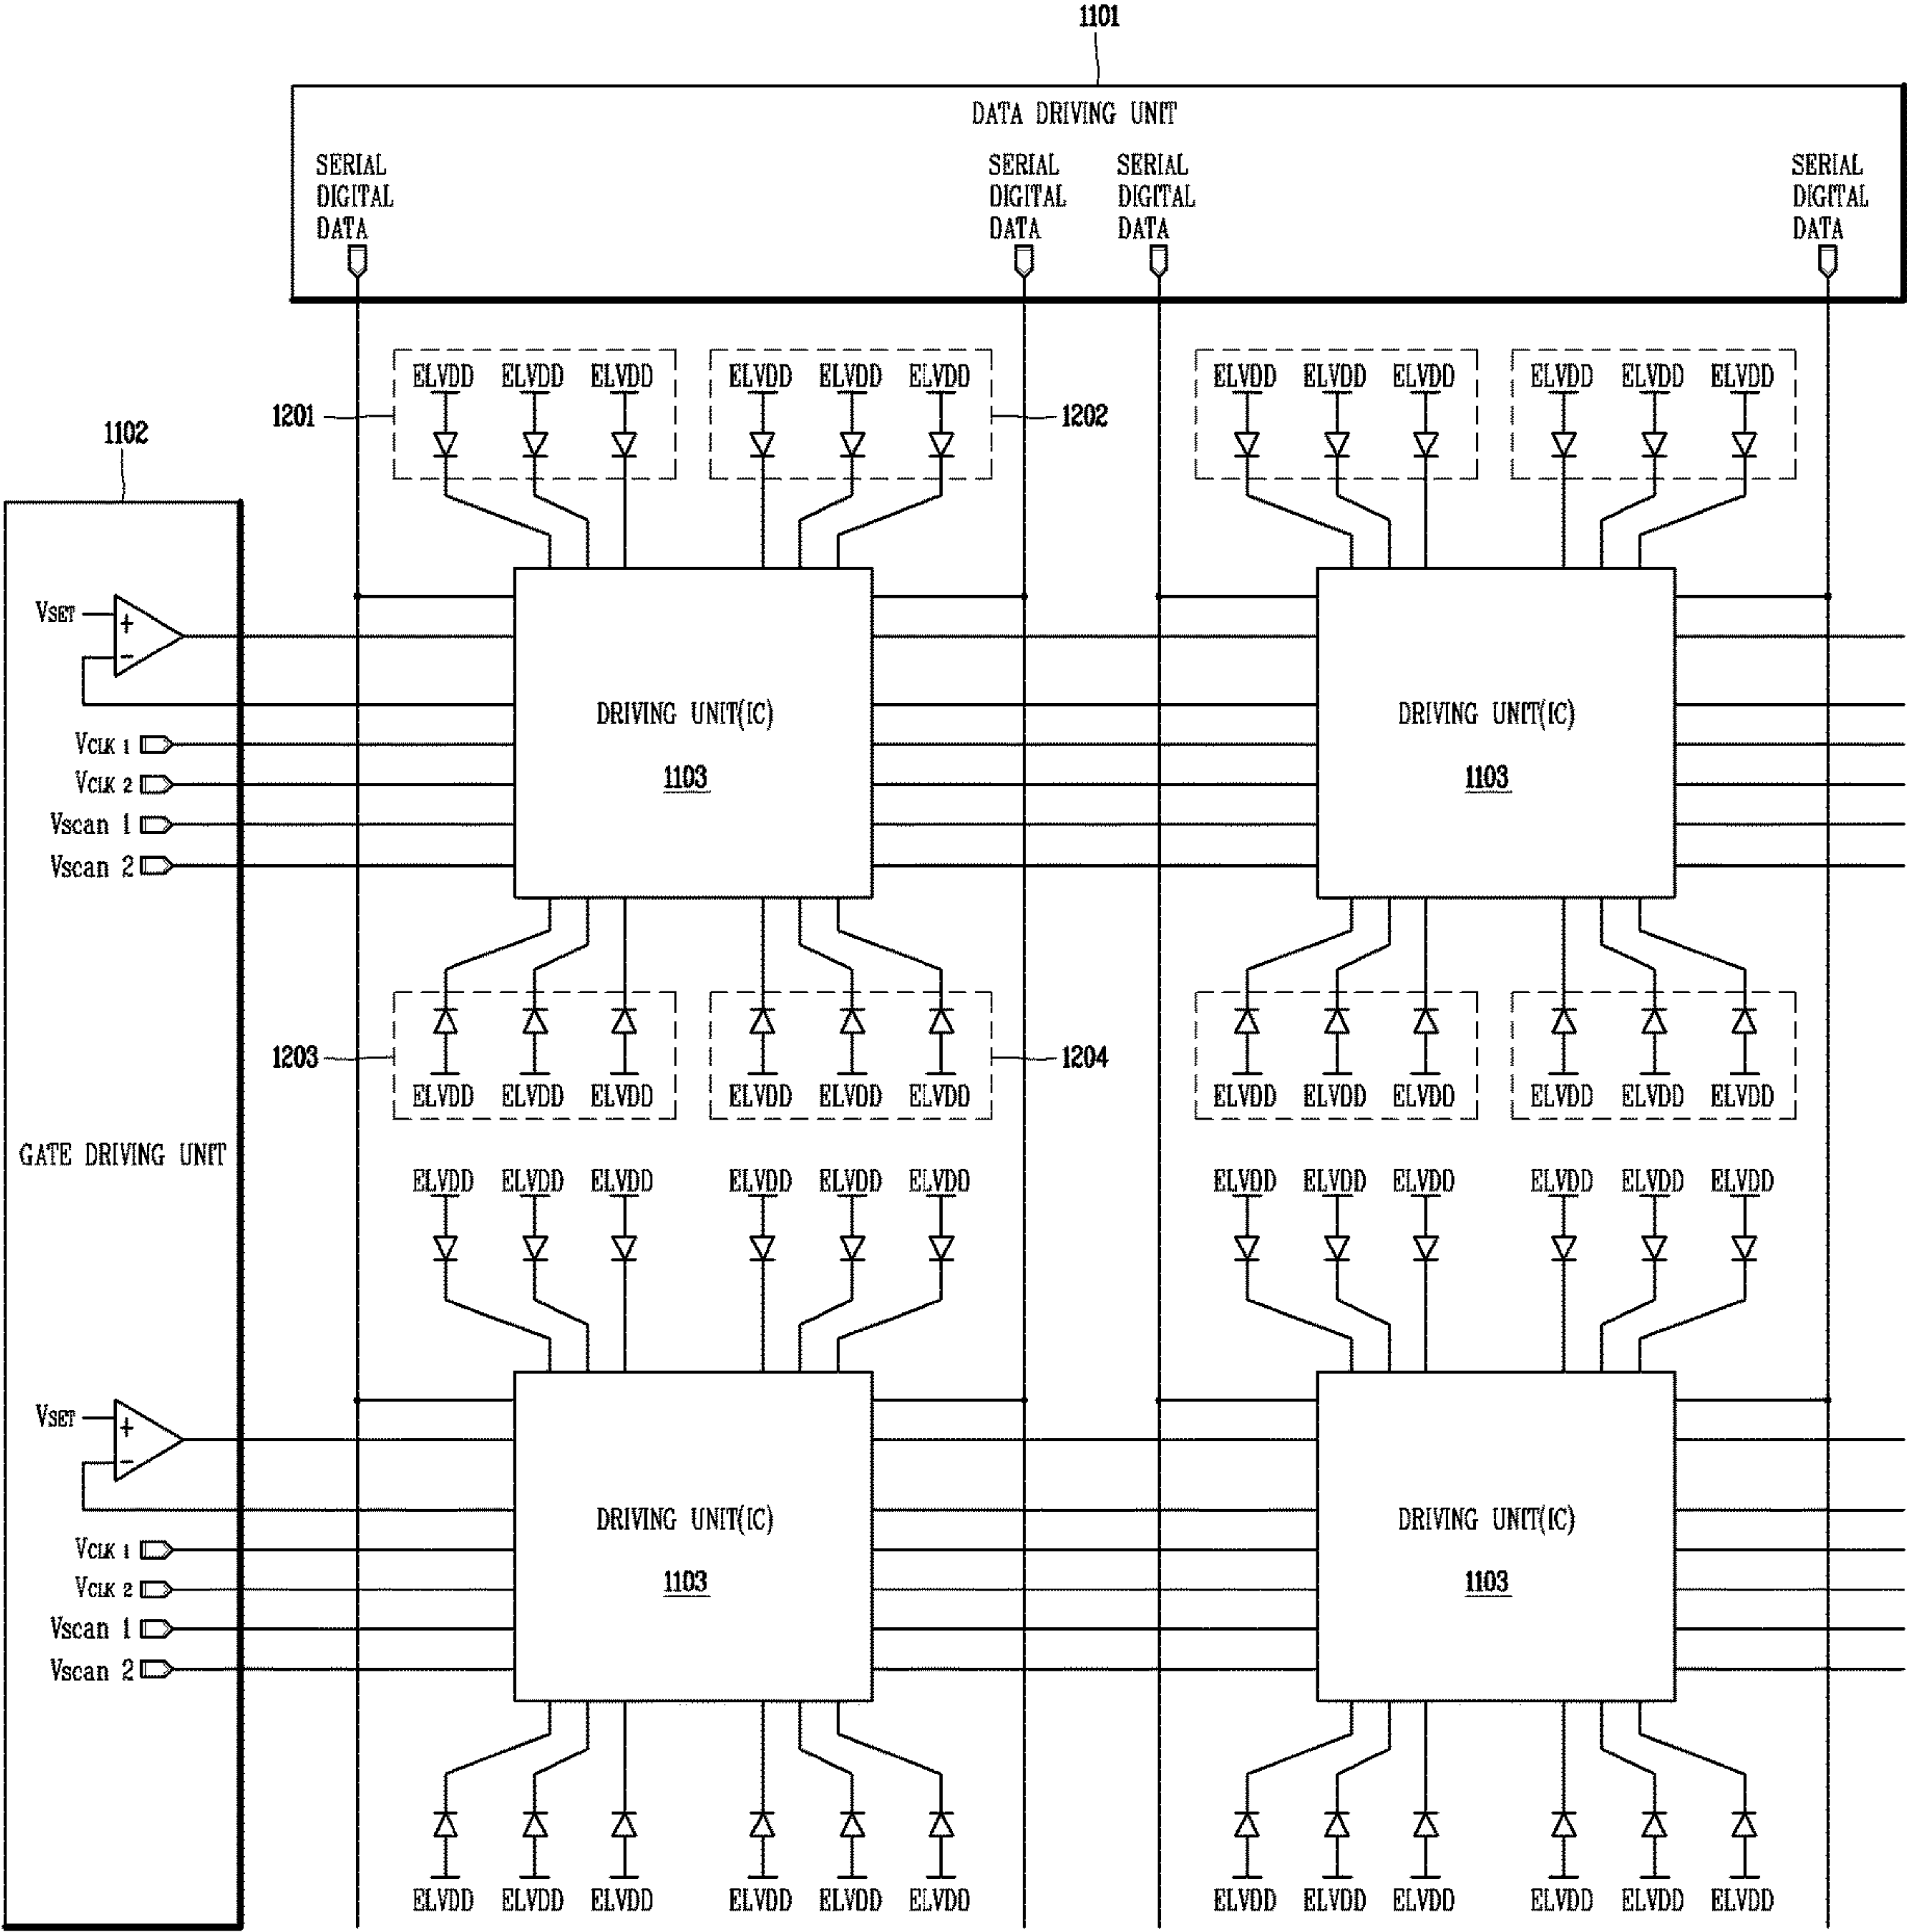 1101
DATA DRIVING UNIT
SERIAL DIGITAL DATA
SERIAL DIGITAL DATA
SERIAL DIGITAL DATA
SERIAL DIGITAL DATA
ELVDD ELVDD ELVDD ELVDD ELVDD ELVDD ELVDD ELVDD ELVDD ELVDD ELVDD ELVDD
1201
1202
1102
VSET
+
-
DRIVING UNIT(IC)
DRIVING UNIT(IC)
VCLK 1
VCLK 2
1103
1103
Vscan 1
Vscan 2
1203
1204
ELVDD ELVDD ELVDD ELVDD ELVDD ELVDD ELVDD ELVDD ELVDD ELVDD ELVDD ELVDD
GATE DRIVING UNIT
ELVDD ELVDD ELVDD ELVDD ELVDD ELVDD ELVDD ELVDD ELVDD ELVDD ELVDD ELVDD
VSET
+
-
DRIVING UNIT(IC)
DRIVING UNIT(IC)
VCLK 1
VCLK 2
1103
1103
Vscan 1
Vscan 2
ELVDD ELVDD ELVDD ELVDD ELVDD ELVDD ELVDD ELVDD ELVDD ELVDD ELVDD ELVDD